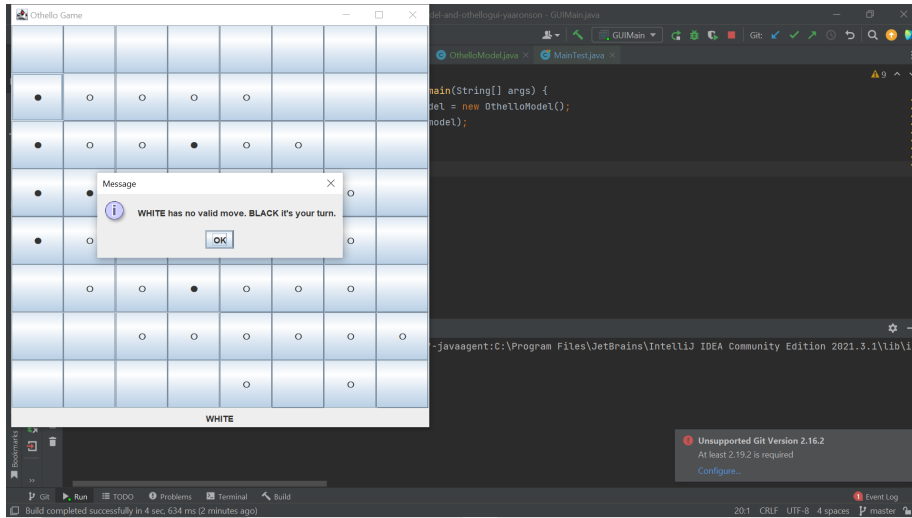 Othello Game
del-and-othellogui-yaaronson - GUIMain.java
GUIMain
Git:
OthelloModel.java
MainTest.java
9
main(String[] args) {
del = new OthelloModel();
model);
Message
WHITE has no valid move. BLACK it's your turn.
OK
WHITE
-javaagent:C:\Program Files\JetBrains\IntelliJ IDEA Community Edition 2021.3.1\lib\i
Bookmarks
Unsupported Git Version 2.16.2
At least 2.19.2 is required
Configure...
Git
Run
TODO
Problems
Terminal
Build
1 Event Log
Build completed successfully in 4 sec, 634 ms (2 minutes ago)
20:1 CRLF UTF-8 4 spaces master